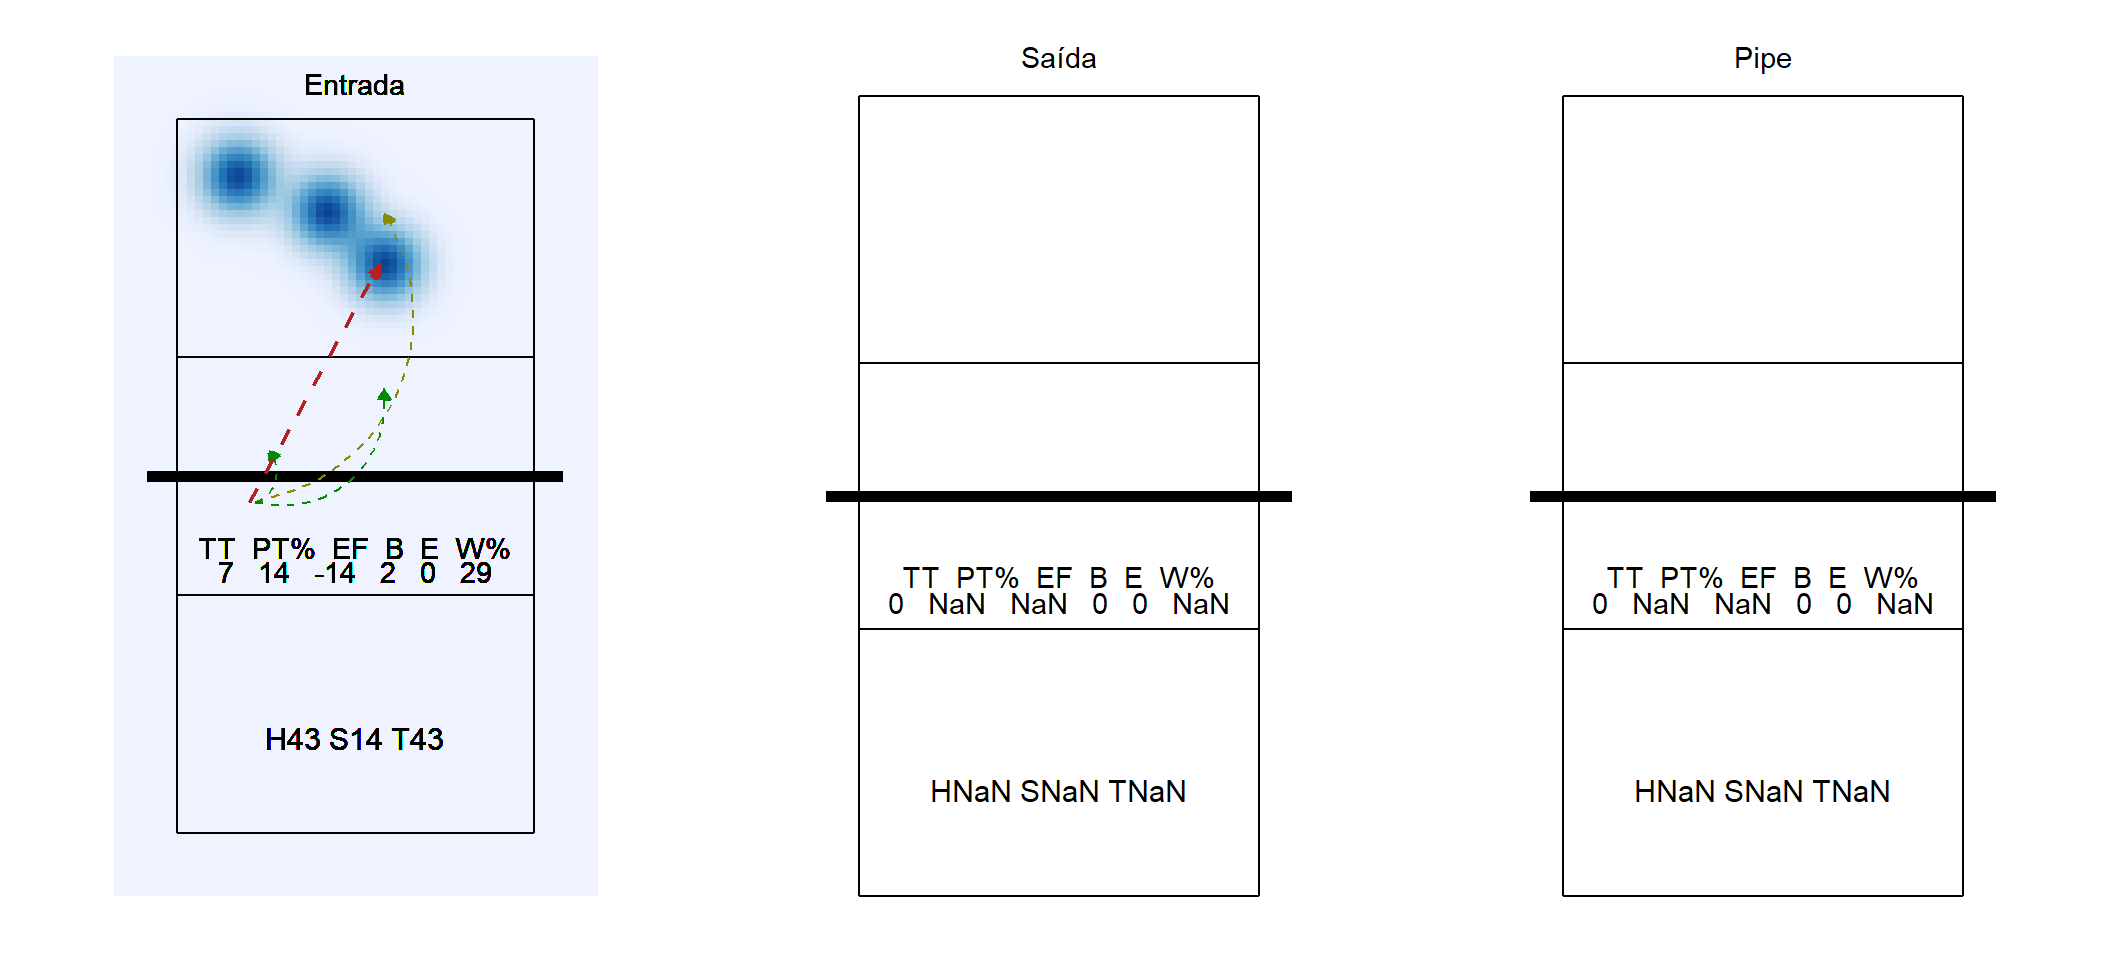 Entrada
TT PT% EF B E W%
7 14 -14 2 0 29
H43 S14 T43
Saída
TT PT% EF B E W%
0 NaN NaN 0 0 NaN
HNaN SNaN TNaN
Pipe
TT PT% EF B E W%
0 NaN NaN 0 0 NaN
HNaN SNaN TNaN